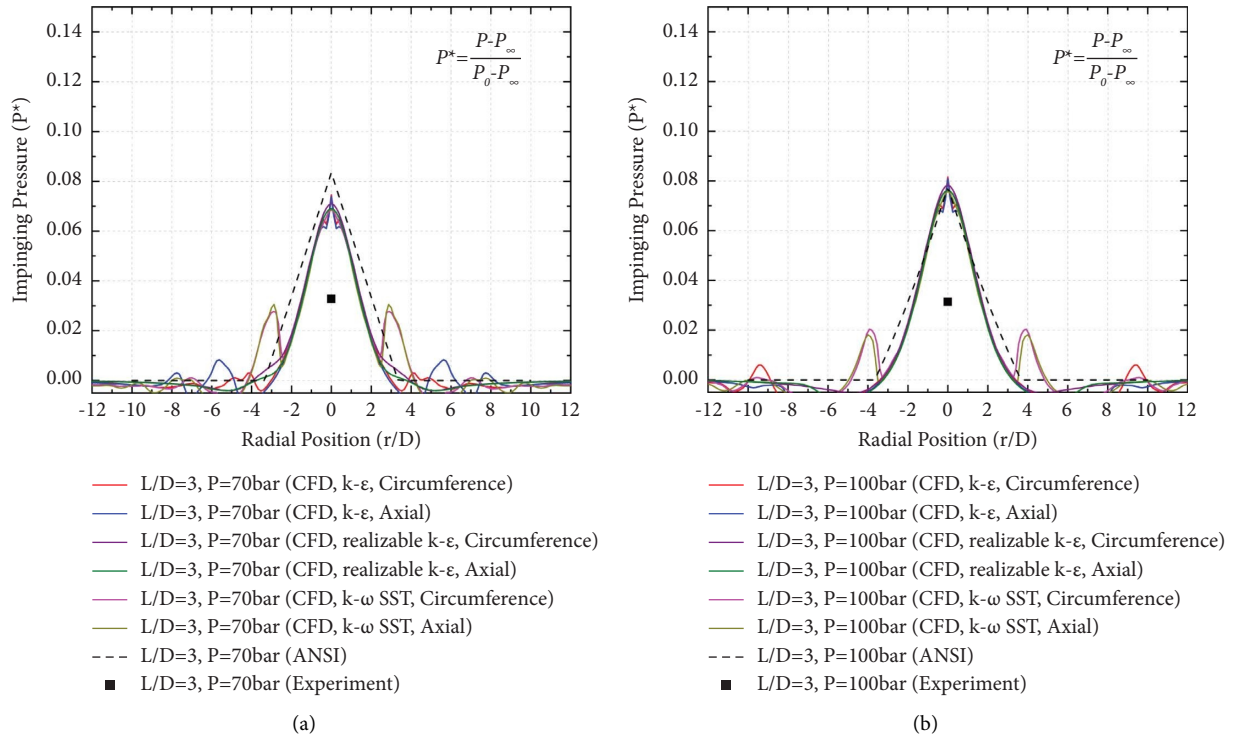 P*= P-P∞ / P0-P∞
Impinging Pressure (P*)
0.14
0.12
0.10
0.08
0.06
0.04
0.02
0.00
-12 -10 -8 -6 -4 -2 0 2 4 6 8 10 12
Radial Position (r/D)
L/D=3, P=70bar (CFD, k-ε, Circumference)
L/D=3, P=70bar (CFD, k-ε, Axial)
L/D=3, P=70bar (CFD, realizable k-ε, Circumference)
L/D=3, P=70bar (CFD, realizable k-ε, Axial)
L/D=3, P=70bar (CFD, k-ω SST, Circumference)
L/D=3, P=70bar (CFD, k-ω SST, Axial)
L/D=3, P=70bar (ANSI)
L/D=3, P=70bar (Experiment)
(a)
P*= P-P∞ / P0-P∞
Impinging Pressure (P*)
0.14
0.12
0.10
0.08
0.06
0.04
0.02
0.00
-12 -10 -8 -6 -4 -2 0 2 4 6 8 10 12
Radial Position (r/D)
L/D=3, P=100bar (CFD, k-ε, Circumference)
L/D=3, P=100bar (CFD, k-ε, Axial)
L/D=3, P=100bar (CFD, realizable k-ε, Circumference)
L/D=3, P=100bar (CFD, realizable k-ε, Axial)
L/D=3, P=100bar (CFD, k-ω SST, Circumference)
L/D=3, P=100bar (CFD, k-ω SST, Axial)
L/D=3, P=100bar (ANSI)
L/D=3, P=100bar (Experiment)
(b)